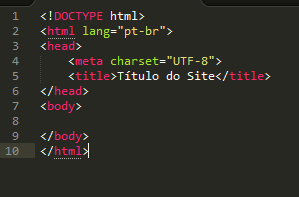 1 <!DOCTYPE html>
2 <html lang="pt-br">
3 <head>
4     <meta charset="UTF-8">
5     <title>Título do Site</title>
6 </head>
7 <body>
8
9 </body>
10 </html>